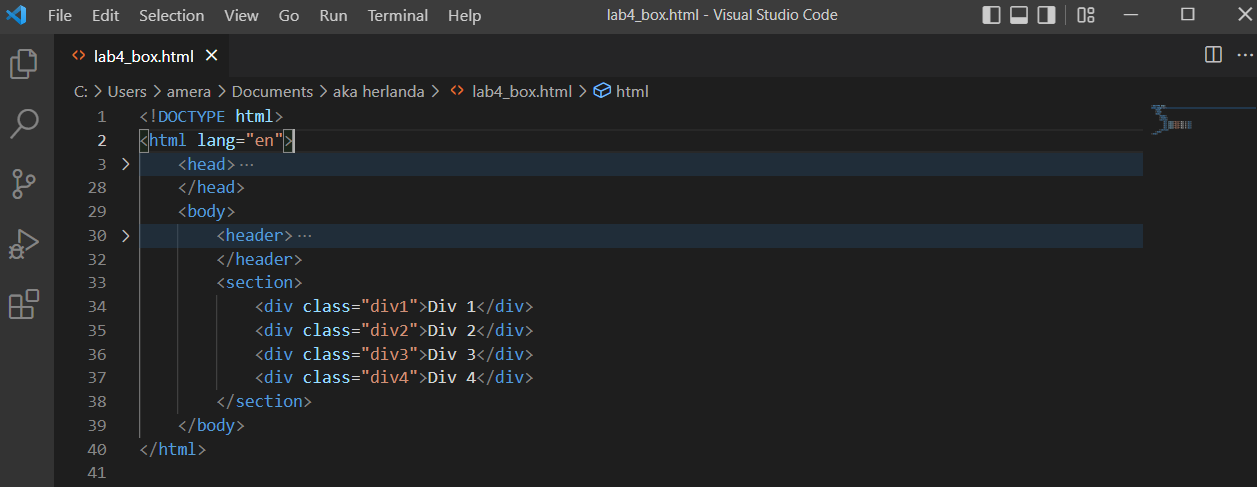 File Edit Selection View Go Run Terminal Help lab4_box.html - Visual Studio Code
<> lab4_box.html ×
C: > Users > amera > Documents > aka herlanda > <> lab4_box.html > html
1 <!DOCTYPE html>
2 <html lang="en">
3 > <head> ···
28 </head>
29 <body>
30 > <header> ···
32 </header>
33 <section>
34 <div class="div1">Div 1</div>
35 <div class="div2">Div 2</div>
36 <div class="div3">Div 3</div>
37 <div class="div4">Div 4</div>
38 </section>
39 </body>
40 </html>
41